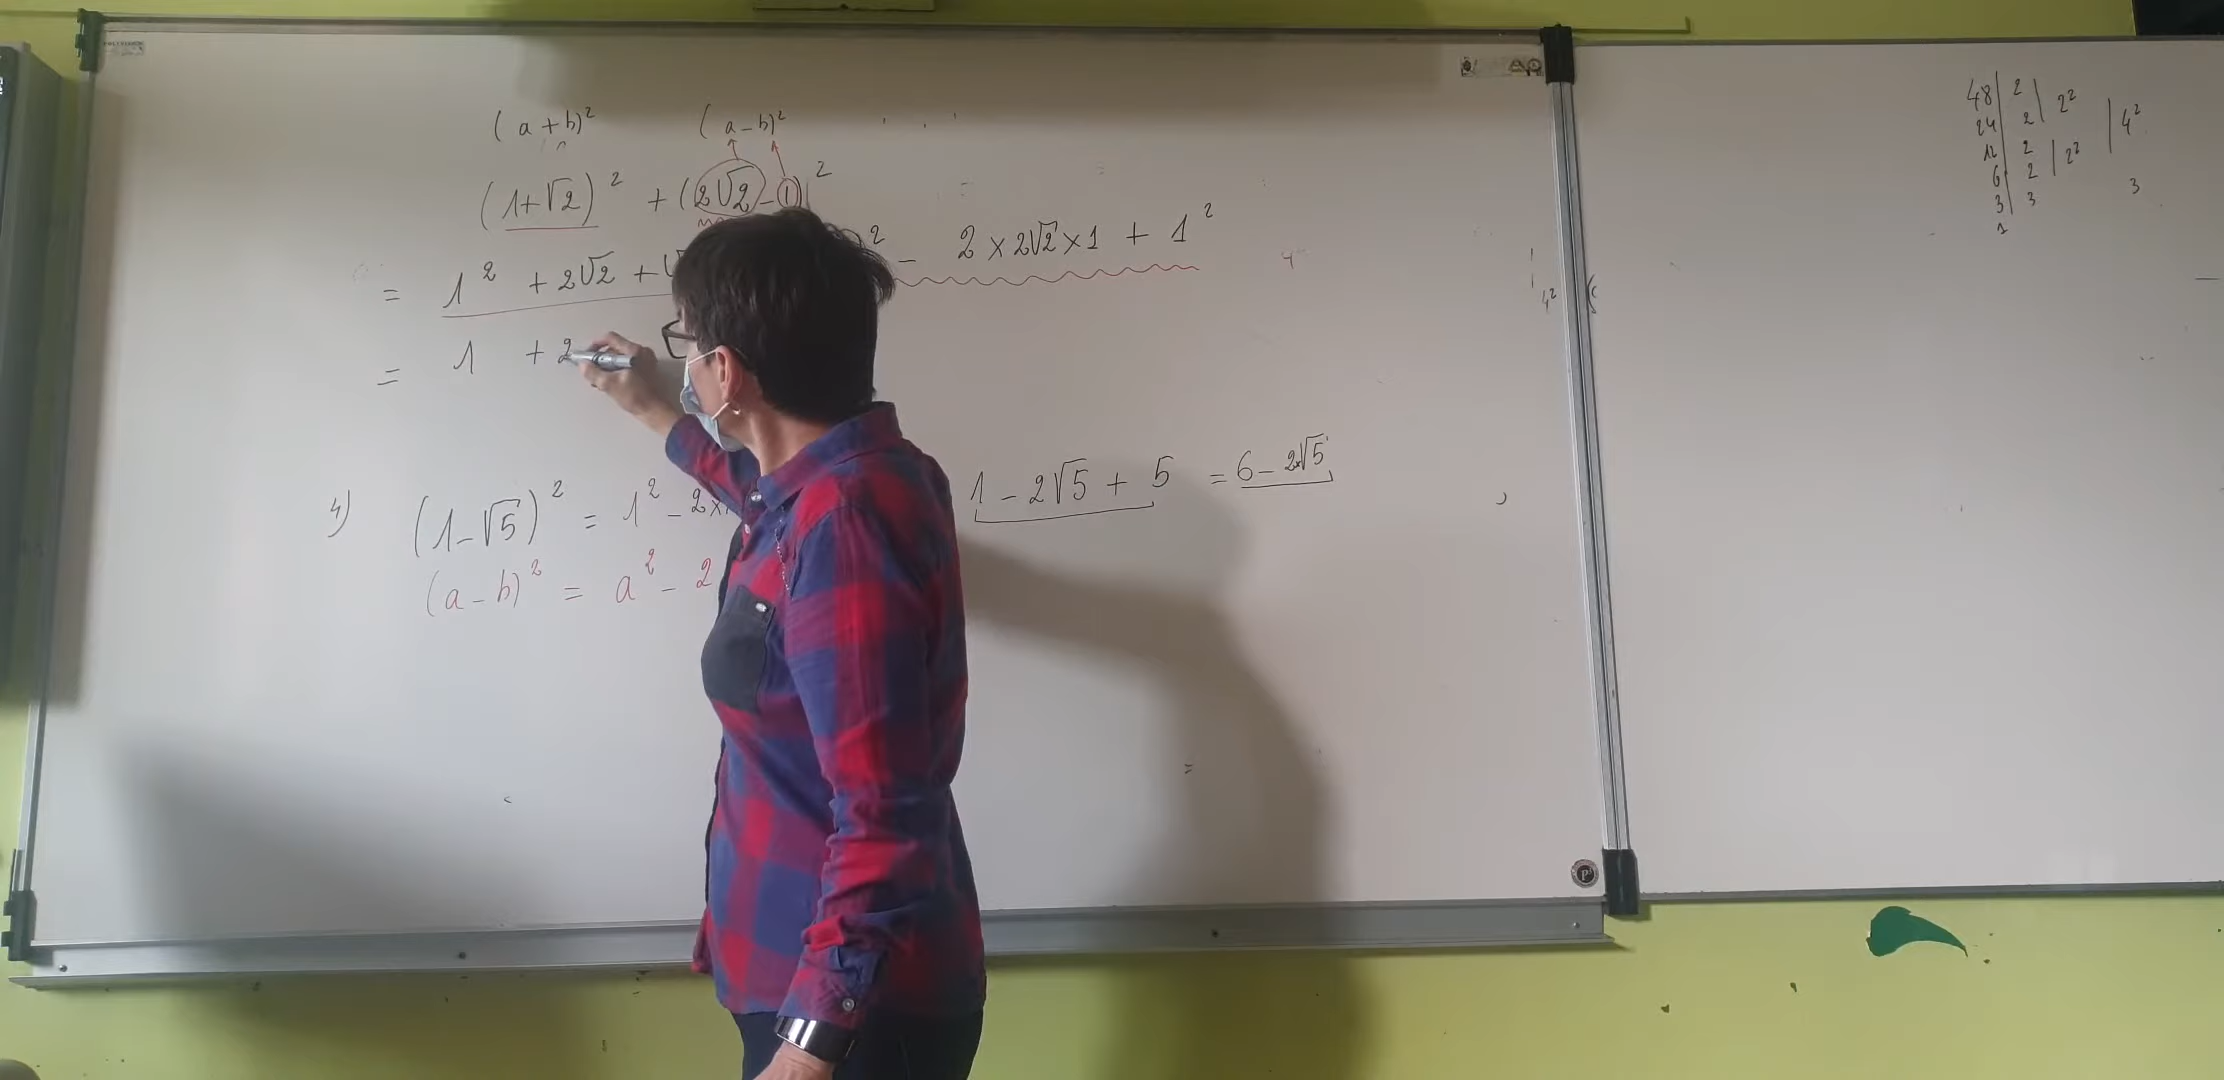 (a+b)² (a-b)²
(1+√2)² + (2√2-1)²
= 1² + 2√2 + √ ² - 2×2√2×1 + 1²
= 1 + 2
4) (1-√5)² = 1² - 2× 1 - 2√5 + 5 = 6 - 2√5
(a-b)² = a² - 2
4²
48 | 2 | 2² | 4²
24 | 2
12 | 2 | 2²
6 | 2
3 | 3 3
1